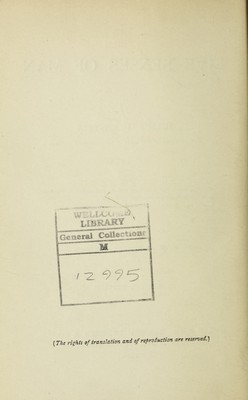 WELLCOME
LIBRARY
General Collections
M
12995
(The rights of translation and of reproduction are reserved.)